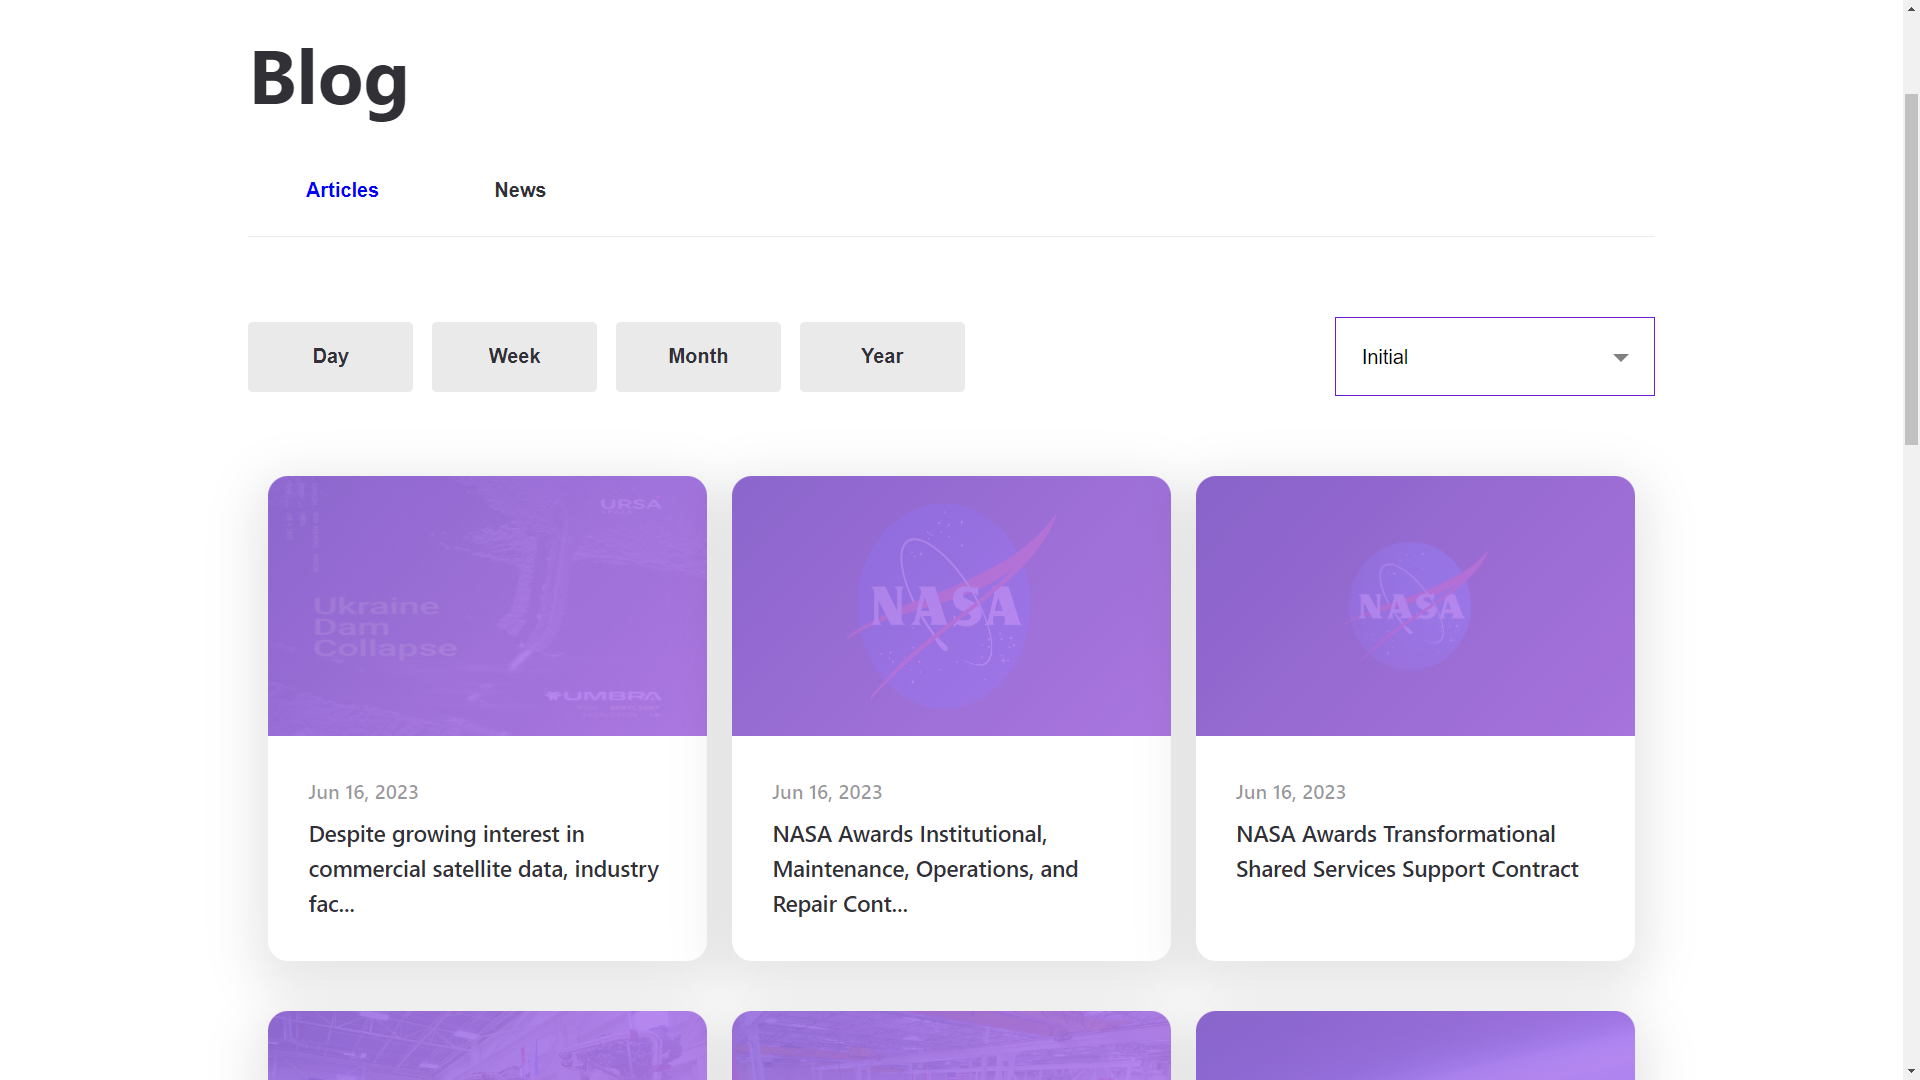 Blog
Articles
News
Day
Week
Month
Year
Initial
URSA
Ukraine
Dam
Collapse
UMBRA
NASA
NASA
Jun 16, 2023
Despite growing interest in
commercial satellite data, industry
fac...
Jun 16, 2023
NASA Awards Institutional,
Maintenance, Operations, and
Repair Cont...
Jun 16, 2023
NASA Awards Transformational
Shared Services Support Contract